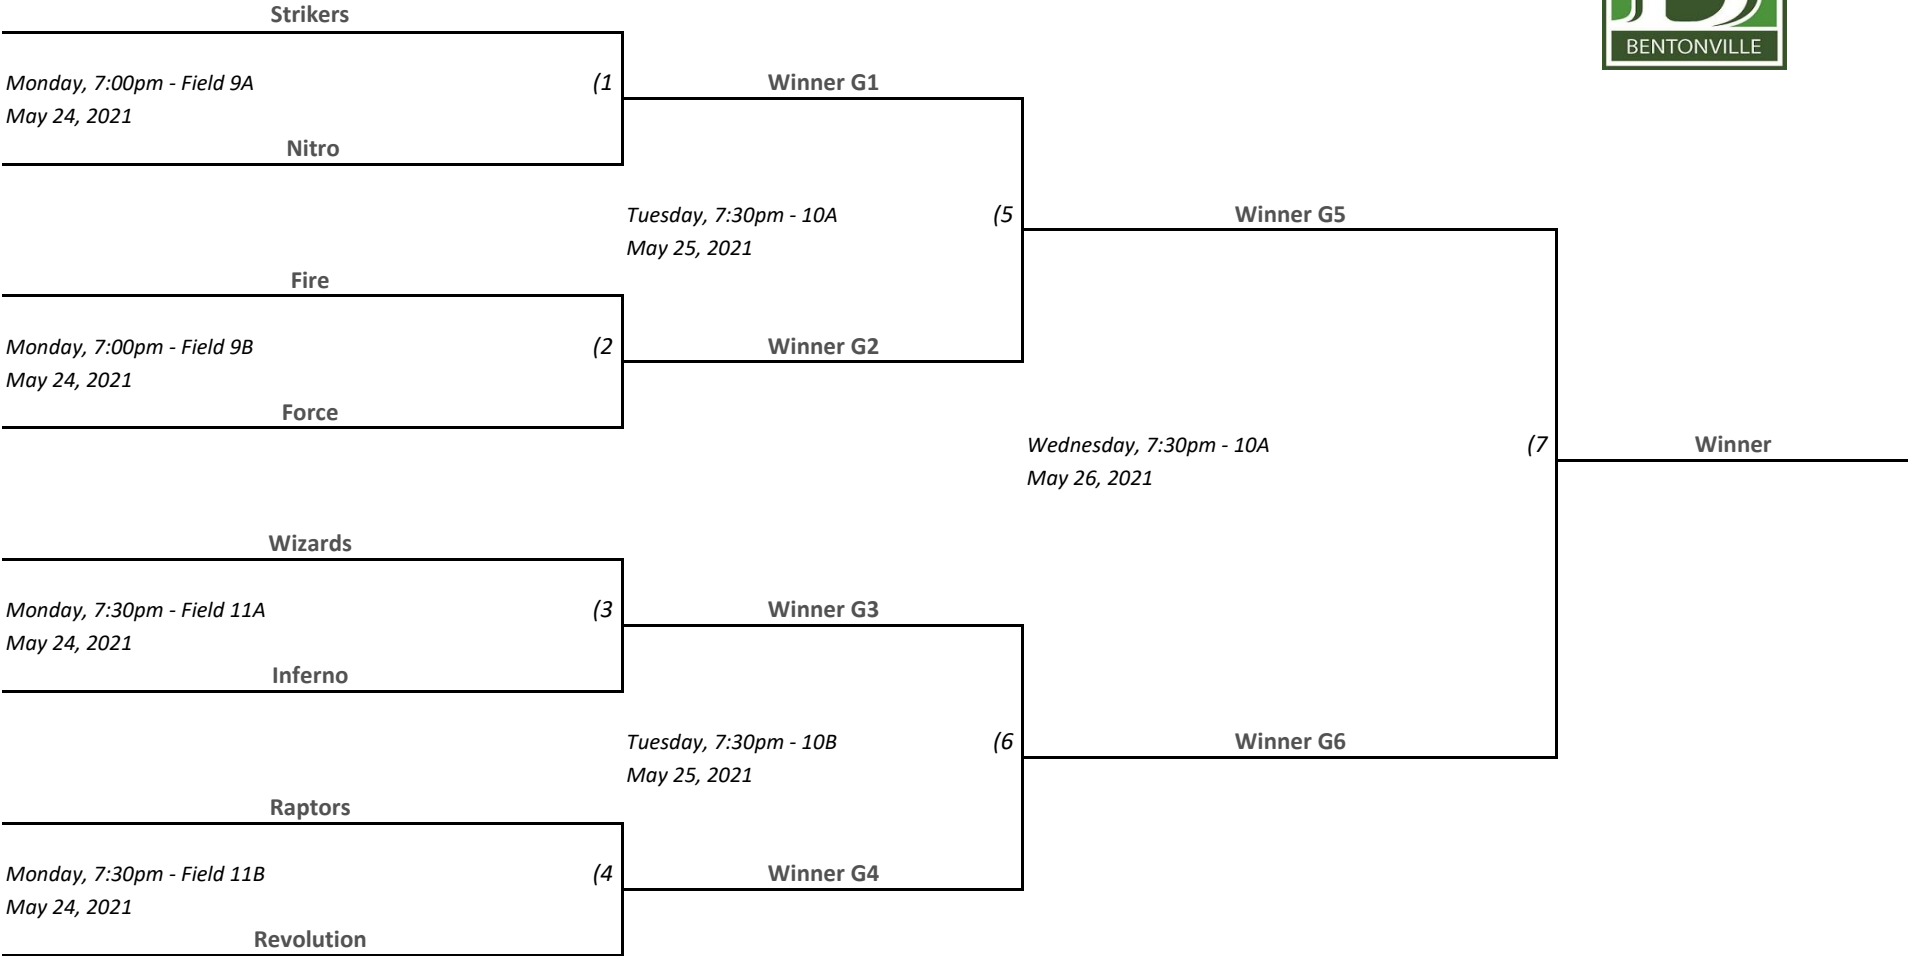 Strikers
BENTONVILLE
Monday, 7:00pm - Field 9A (1 Winner G1
May 24, 2021
Nitro
Tuesday, 7:30pm - 10A (5 Winner G5
May 25, 2021
Fire
Monday, 7:00pm - Field 9B (2 Winner G2
May 24, 2021
Force
Wednesday, 7:30pm - 10A (7 Winner
May 26, 2021
Wizards
Monday, 7:30pm - Field 11A (3 Winner G3
May 24, 2021
Inferno
Tuesday, 7:30pm - 10B (6 Winner G6
May 25, 2021
Raptors
Monday, 7:30pm - Field 11B (4 Winner G4
May 24, 2021
Revolution